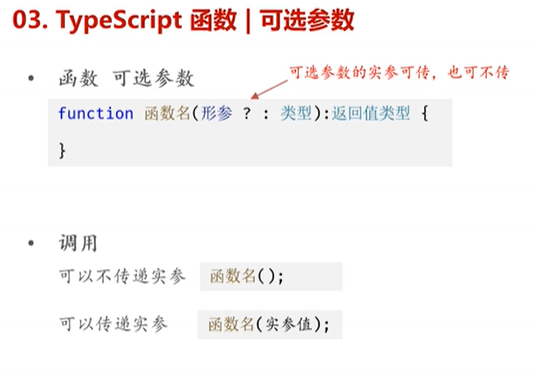 03. TypeScript 函数 | 可选参数
• 函数 可选参数
可选参数的实参可传，也可不传
function 函数名(形参 ? : 类型):返回值类型 {
}
• 调用
可以不传递实参 函数名();
可以传递实参 函数名(实参值);